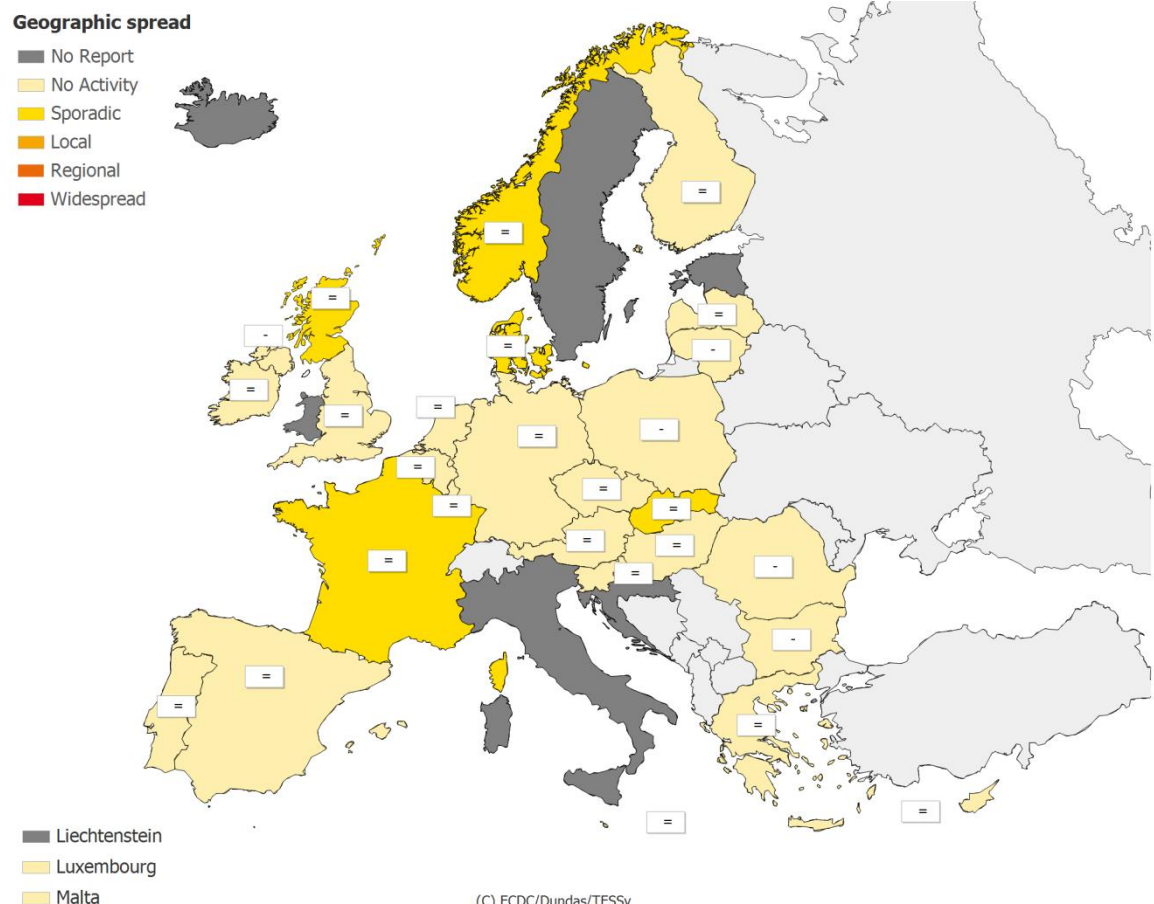 Geographic spread
No Report
No Activity
Sporadic
Local
Regional
Widespread
=
=
=
=
-
-
=
=
=
=
=
-
=
=
=
=
=
=
=
=
-
-
=
=
=
=
=
Liechtenstein
Luxembourg
Malta
(C) ECDC/Dundas/TESSy